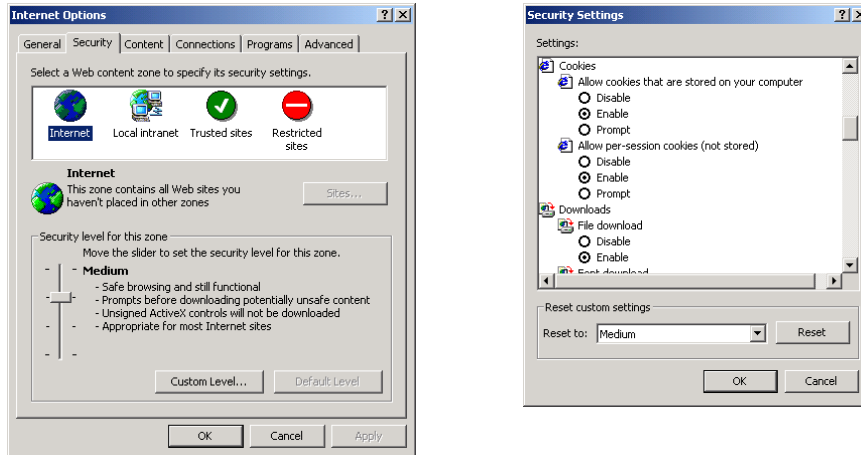 Internet Options
General Security Content Connections Programs Advanced
Select a Web content zone to specify its security settings.
Internet Local intranet Trusted sites Restricted
sites
Internet
This zone contains all Web sites you
haven't placed in other zones
Sites...
Security level for this zone
Move the slider to set the security level for this zone.
Medium
- Safe browsing and still functional
- Prompts before downloading potentially unsafe content
- Unsigned ActiveX controls will not be downloaded
- Appropriate for most Internet sites
Custom Level... Default Level
OK Cancel Apply
Security Settings
Settings:
Cookies
Allow cookies that are stored on your computer
Disable
Enable
Prompt
Allow per-session cookies (not stored)
Disable
Enable
Prompt
Downloads
File download
Disable
Enable
Font download
Reset custom settings
Reset to: Medium Reset
OK Cancel